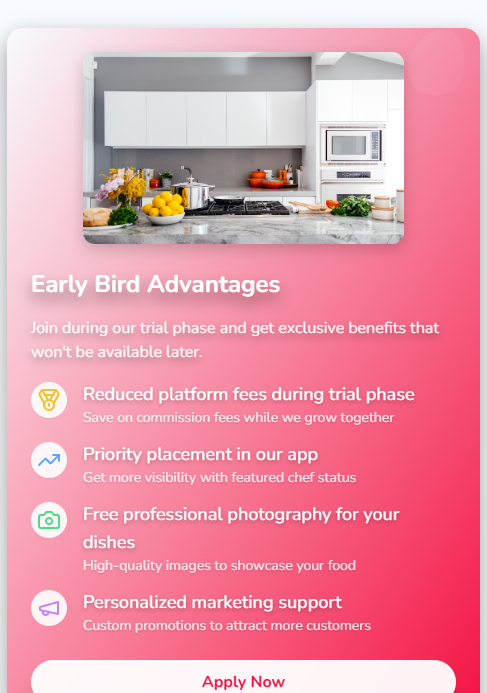 Early Bird Advantages
Join during our trial phase and get exclusive benefits that
won't be available later.
Reduced platform fees during trial phase
Save on commission fees while we grow together
Priority placement in our app
Get more visibility with featured chef status
Free professional photography for your
dishes
High-quality images to showcase your food
Personalized marketing support
Custom promotions to attract more customers
Apply Now